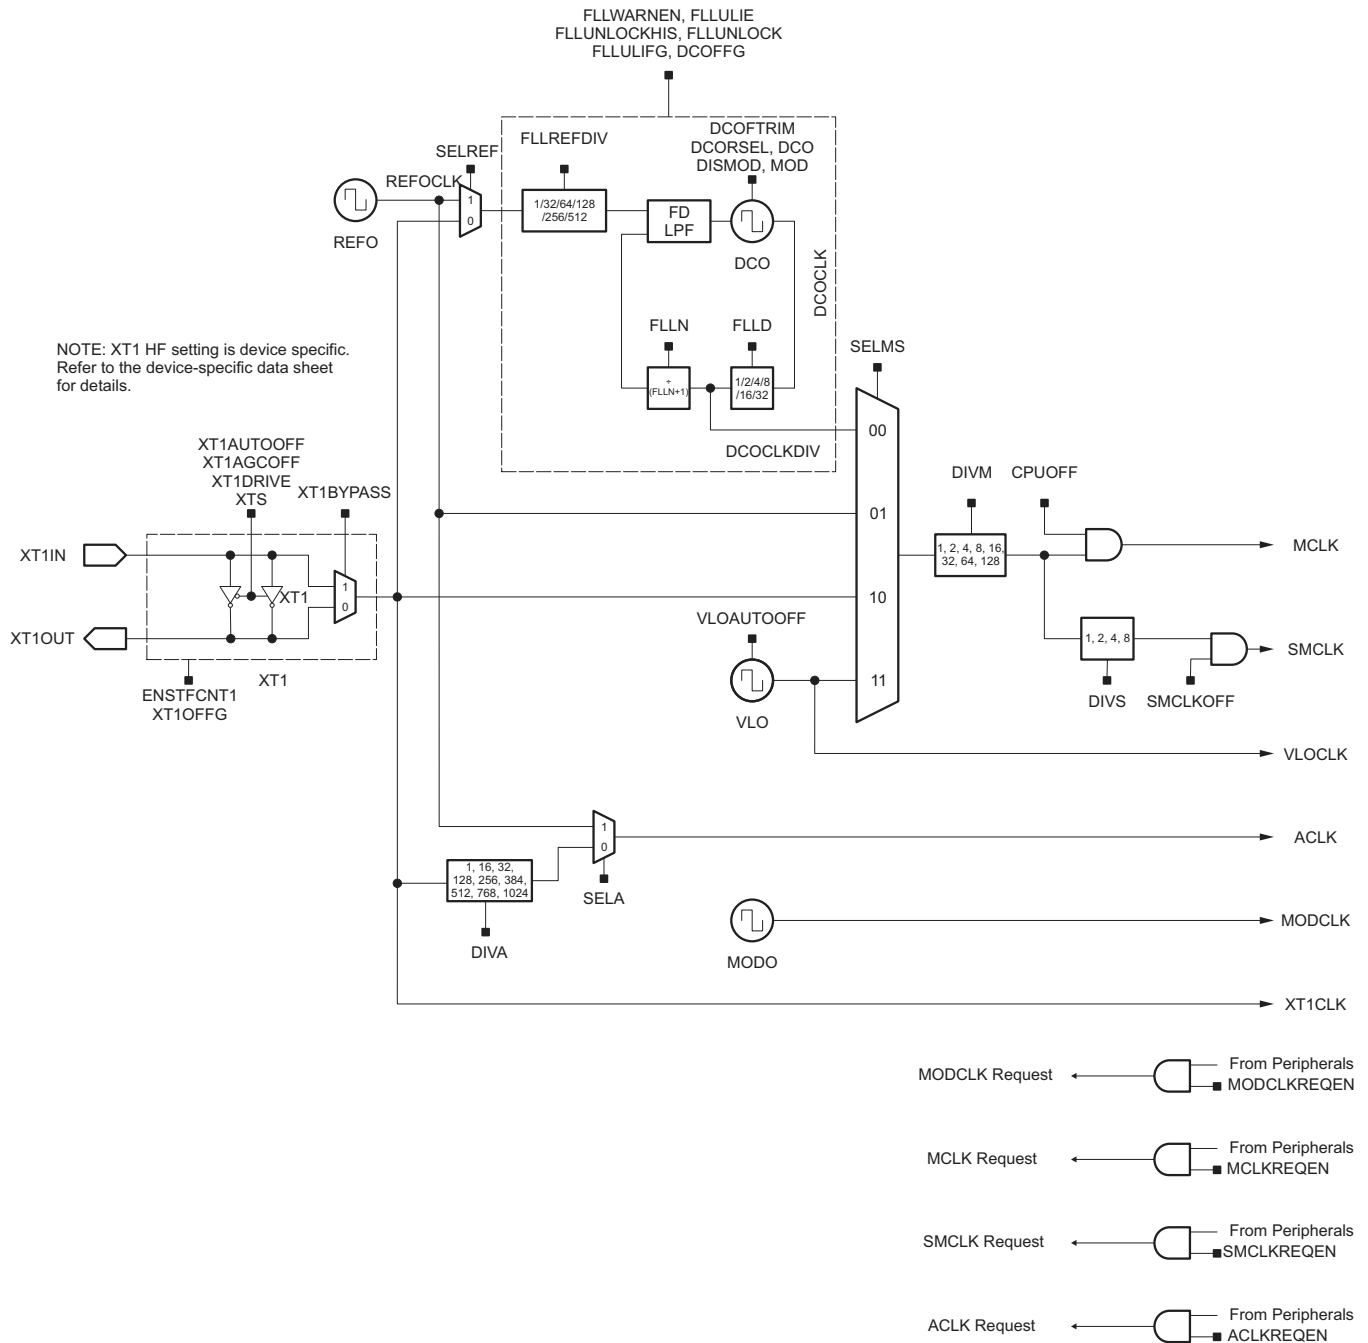 FLLWARNEN, FLLULIE
FLLUNLOCKHIS, FLLUNLOCK
FLLULIFG, DCOFFG
FLLREFDIV
DCOFTRIM
DCORSEL, DCO
DISMOD, MOD
SELREF
REFOCLK
1
0
1/32/64/128
/256/512
FD
LPF
REFO
DCO
DCOCLK
FLLN
FLLD
÷
(FLLN+1)
1/2/4/8
/16/32
SELMS
NOTE: XT1 HF setting is device specific.
Refer to the device-specific data sheet
for details.
00
DCOCLKDIV
XT1AUTOOFF
XT1AGCOFF
XT1DRIVE
XTS
XT1BYPASS
DIVM
CPUOFF
01
XT1IN
1, 2, 4, 8, 16,
32, 64, 128
MCLK
XT1
1
0
10
XT1OUT
VLOAUTOOFF
1, 2, 4, 8
SMCLK
XT1
11
ENSTFCNT1
XT1OFFG
VLO
DIVS
SMCLKOFF
VLOCLK
1
0
ACLK
1, 16, 32,
128, 256, 384,
512, 768, 1024
SELA
DIVA
MODO
MODCLK
XT1CLK
MODCLK Request
From Peripherals
MODCLKREQEN
MCLK Request
From Peripherals
MCLKREQEN
SMCLK Request
From Peripherals
SMCLKREQEN
ACLK Request
From Peripherals
ACLKREQEN